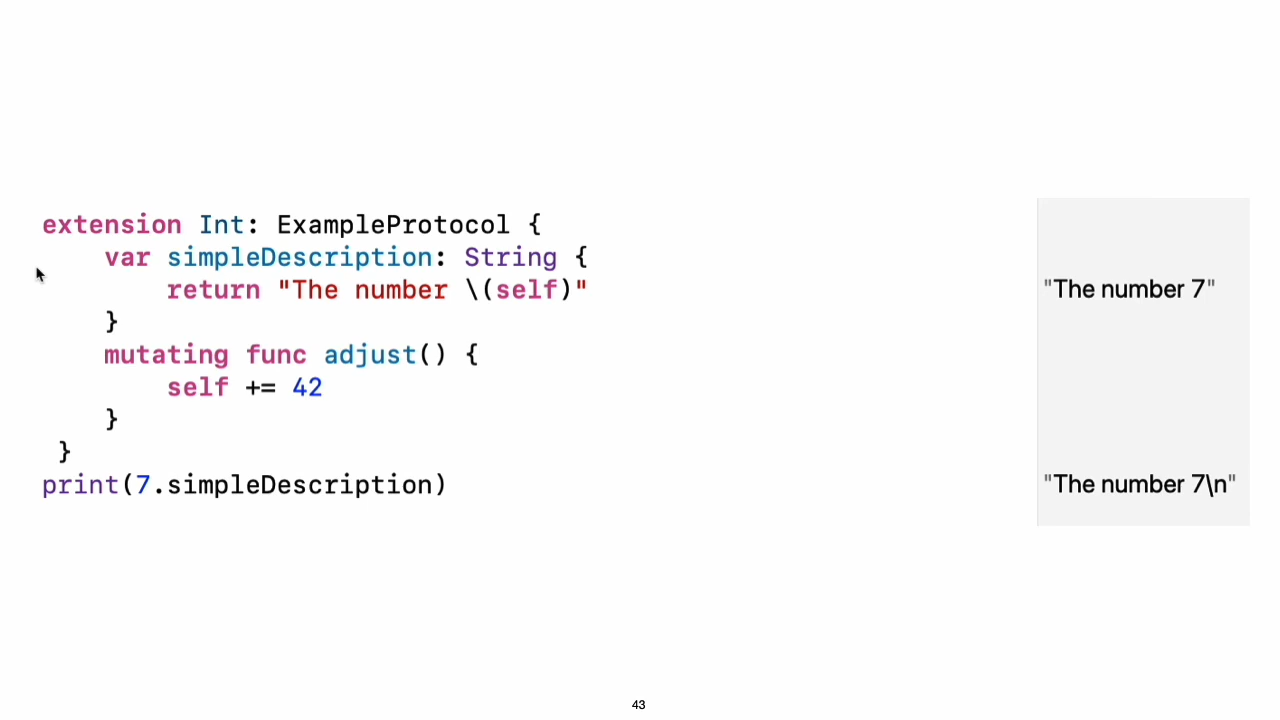 extension Int: ExampleProtocol {
    var simpleDescription: String {
        return "The number \(self)"
"The number 7"
    }
    mutating func adjust() {
        self += 42
    }
 }
print(7.simpleDescription)
"The number 7\n"
43